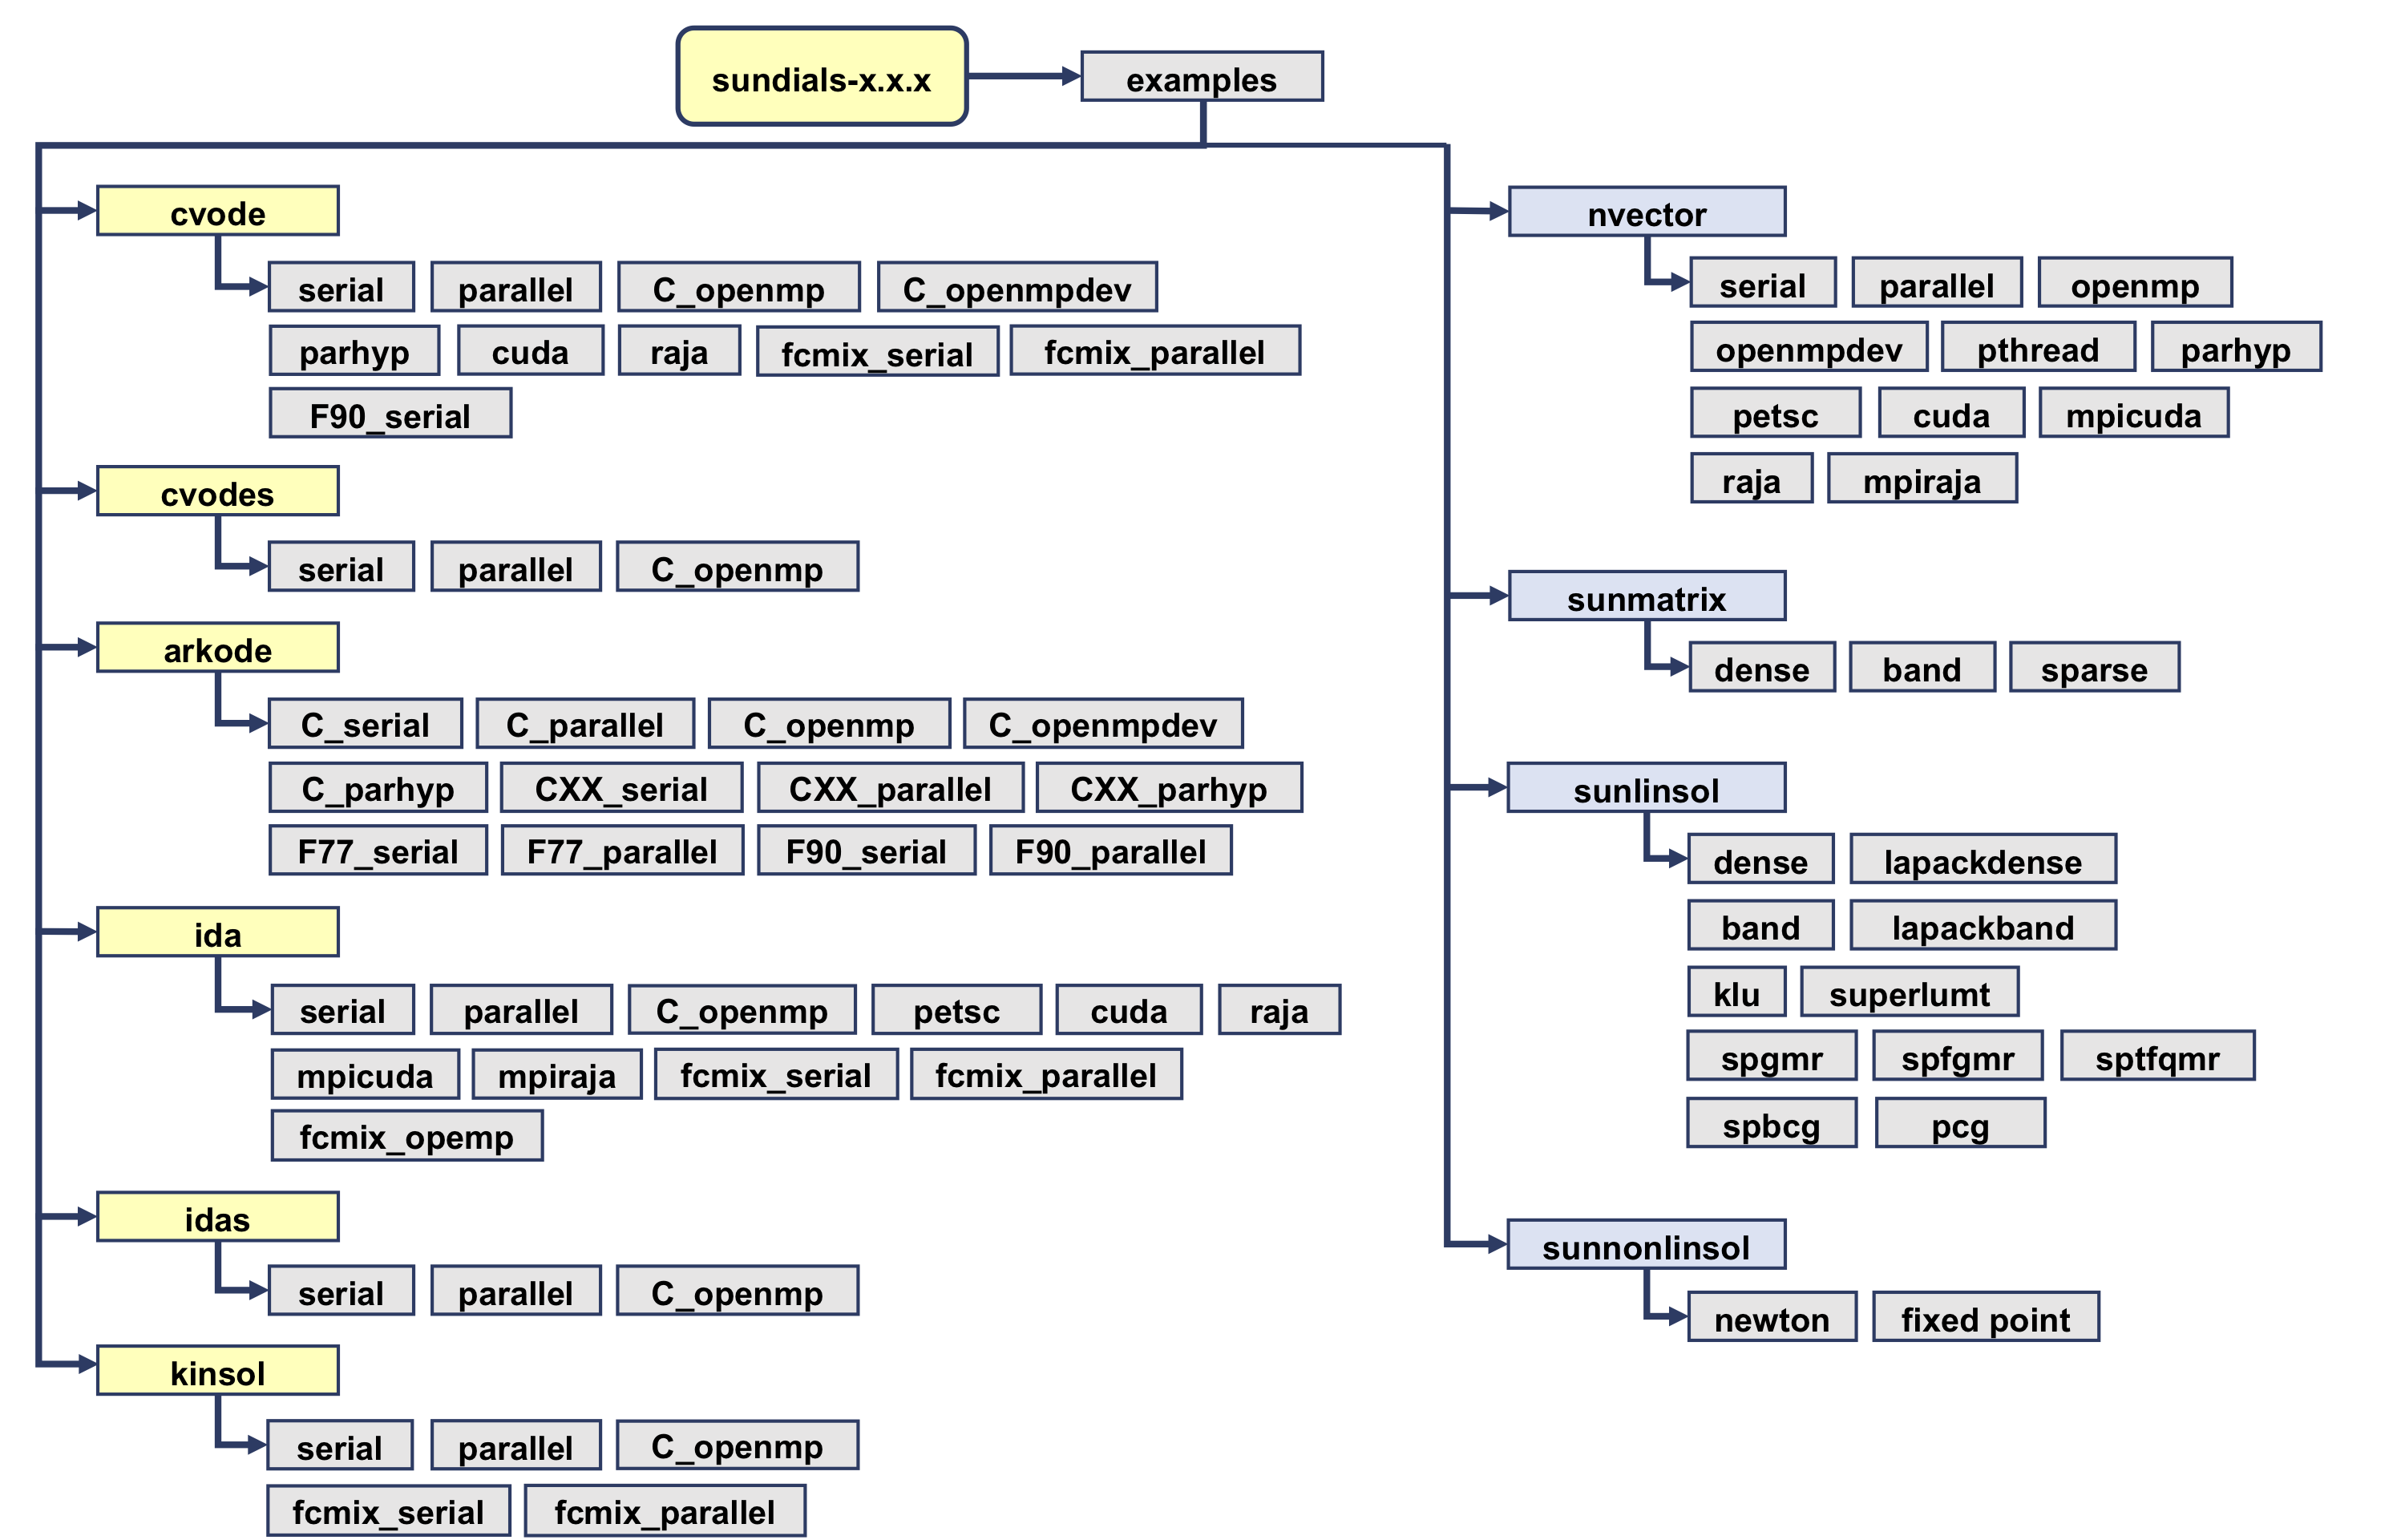 sundials-x.x.x examples
cvode
serial parallel C_openmp C_openmpdev
parhyp cuda raja fcmix_serial fcmix_parallel
F90_serial
cvodes
serial parallel C_openmp
arkode
C_serial C_parallel C_openmp C_openmpdev
C_parhyp CXX_serial CXX_parallel CXX_parhyp
F77_serial F77_parallel F90_serial F90_parallel
ida
serial parallel C_openmp petsc cuda raja
mpicuda mpiraja fcmix_serial fcmix_parallel
fcmix_opemp
idas
serial parallel C_openmp
kinsol
serial parallel C_openmp
fcmix_serial fcmix_parallel
nvector
serial parallel openmp
openmpdev pthread parhyp
petsc cuda mpicuda
raja mpiraja
sunmatrix
dense band sparse
sunlinsol
dense lapackdense
band lapackband
klu superlumt
spgmr spfgmr sptfqmr
spbcg pcg
sunnonlinsol
newton fixed point